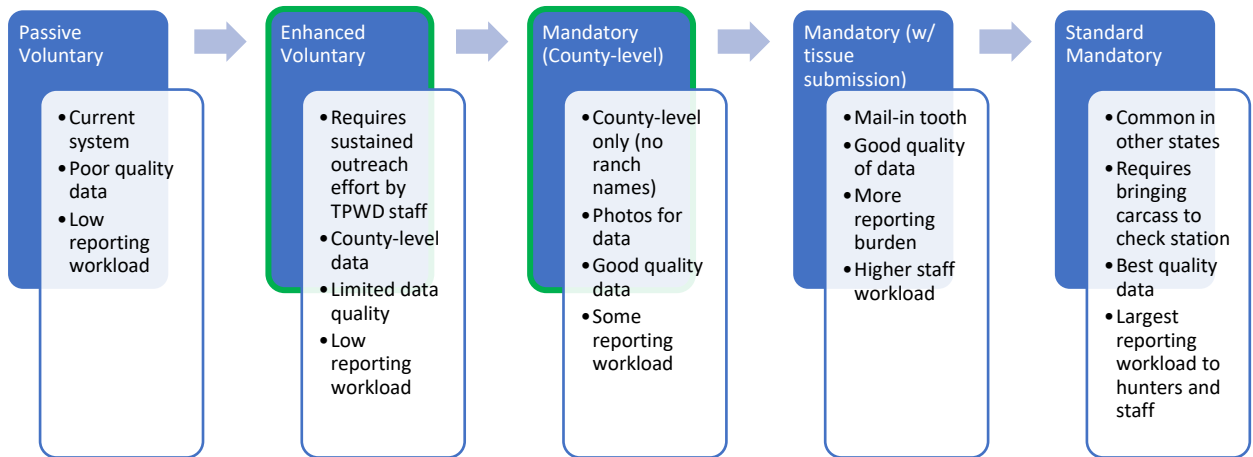 Passive
Voluntary
• Current
system
• Poor quality
data
• Low
reporting
workload
Enhanced
Voluntary
• Requires
sustained
outreach
effort by
TPWD staff
• County-level
data
• Limited data
quality
• Low
reporting
workload
Mandatory
(County-level)
• County-level
only (no
ranch
names)
• Photos for
data
• Good quality
data
• Some
reporting
workload
Mandatory (w/
tissue
submission)
• Mail-in tooth
• Good quality
of data
• More
reporting
burden
• Higher staff
workload
Standard
Mandatory
• Common in
other states
• Requires
bringing
carcass to
check station
• Best quality
data
• Largest
reporting
workload to
hunters and
staff